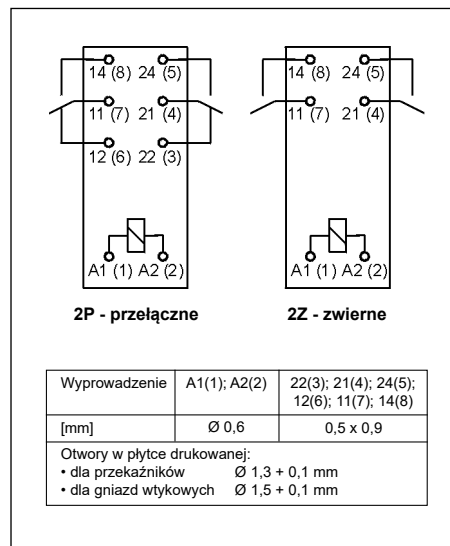 14 (8) 24 (5)
11 (7) 21 (4)
12 (6) 22 (3)
A1 (1) A2 (2)
2P - przełączne
14 (8) 24 (5)
11 (7) 21 (4)
A1 (1) A2 (2)
2Z - zwierne
Wyprowadzenie A1(1); A2(2) 22(3); 21(4); 24(5);
12(6); 11(7); 14(8)
[mm] Ø 0,6 0,5 x 0,9
Otwory w płytce drukowanej:
• dla przekaźników Ø 1,3 + 0,1 mm
• dla gniazd wtykowych Ø 1,5 + 0,1 mm